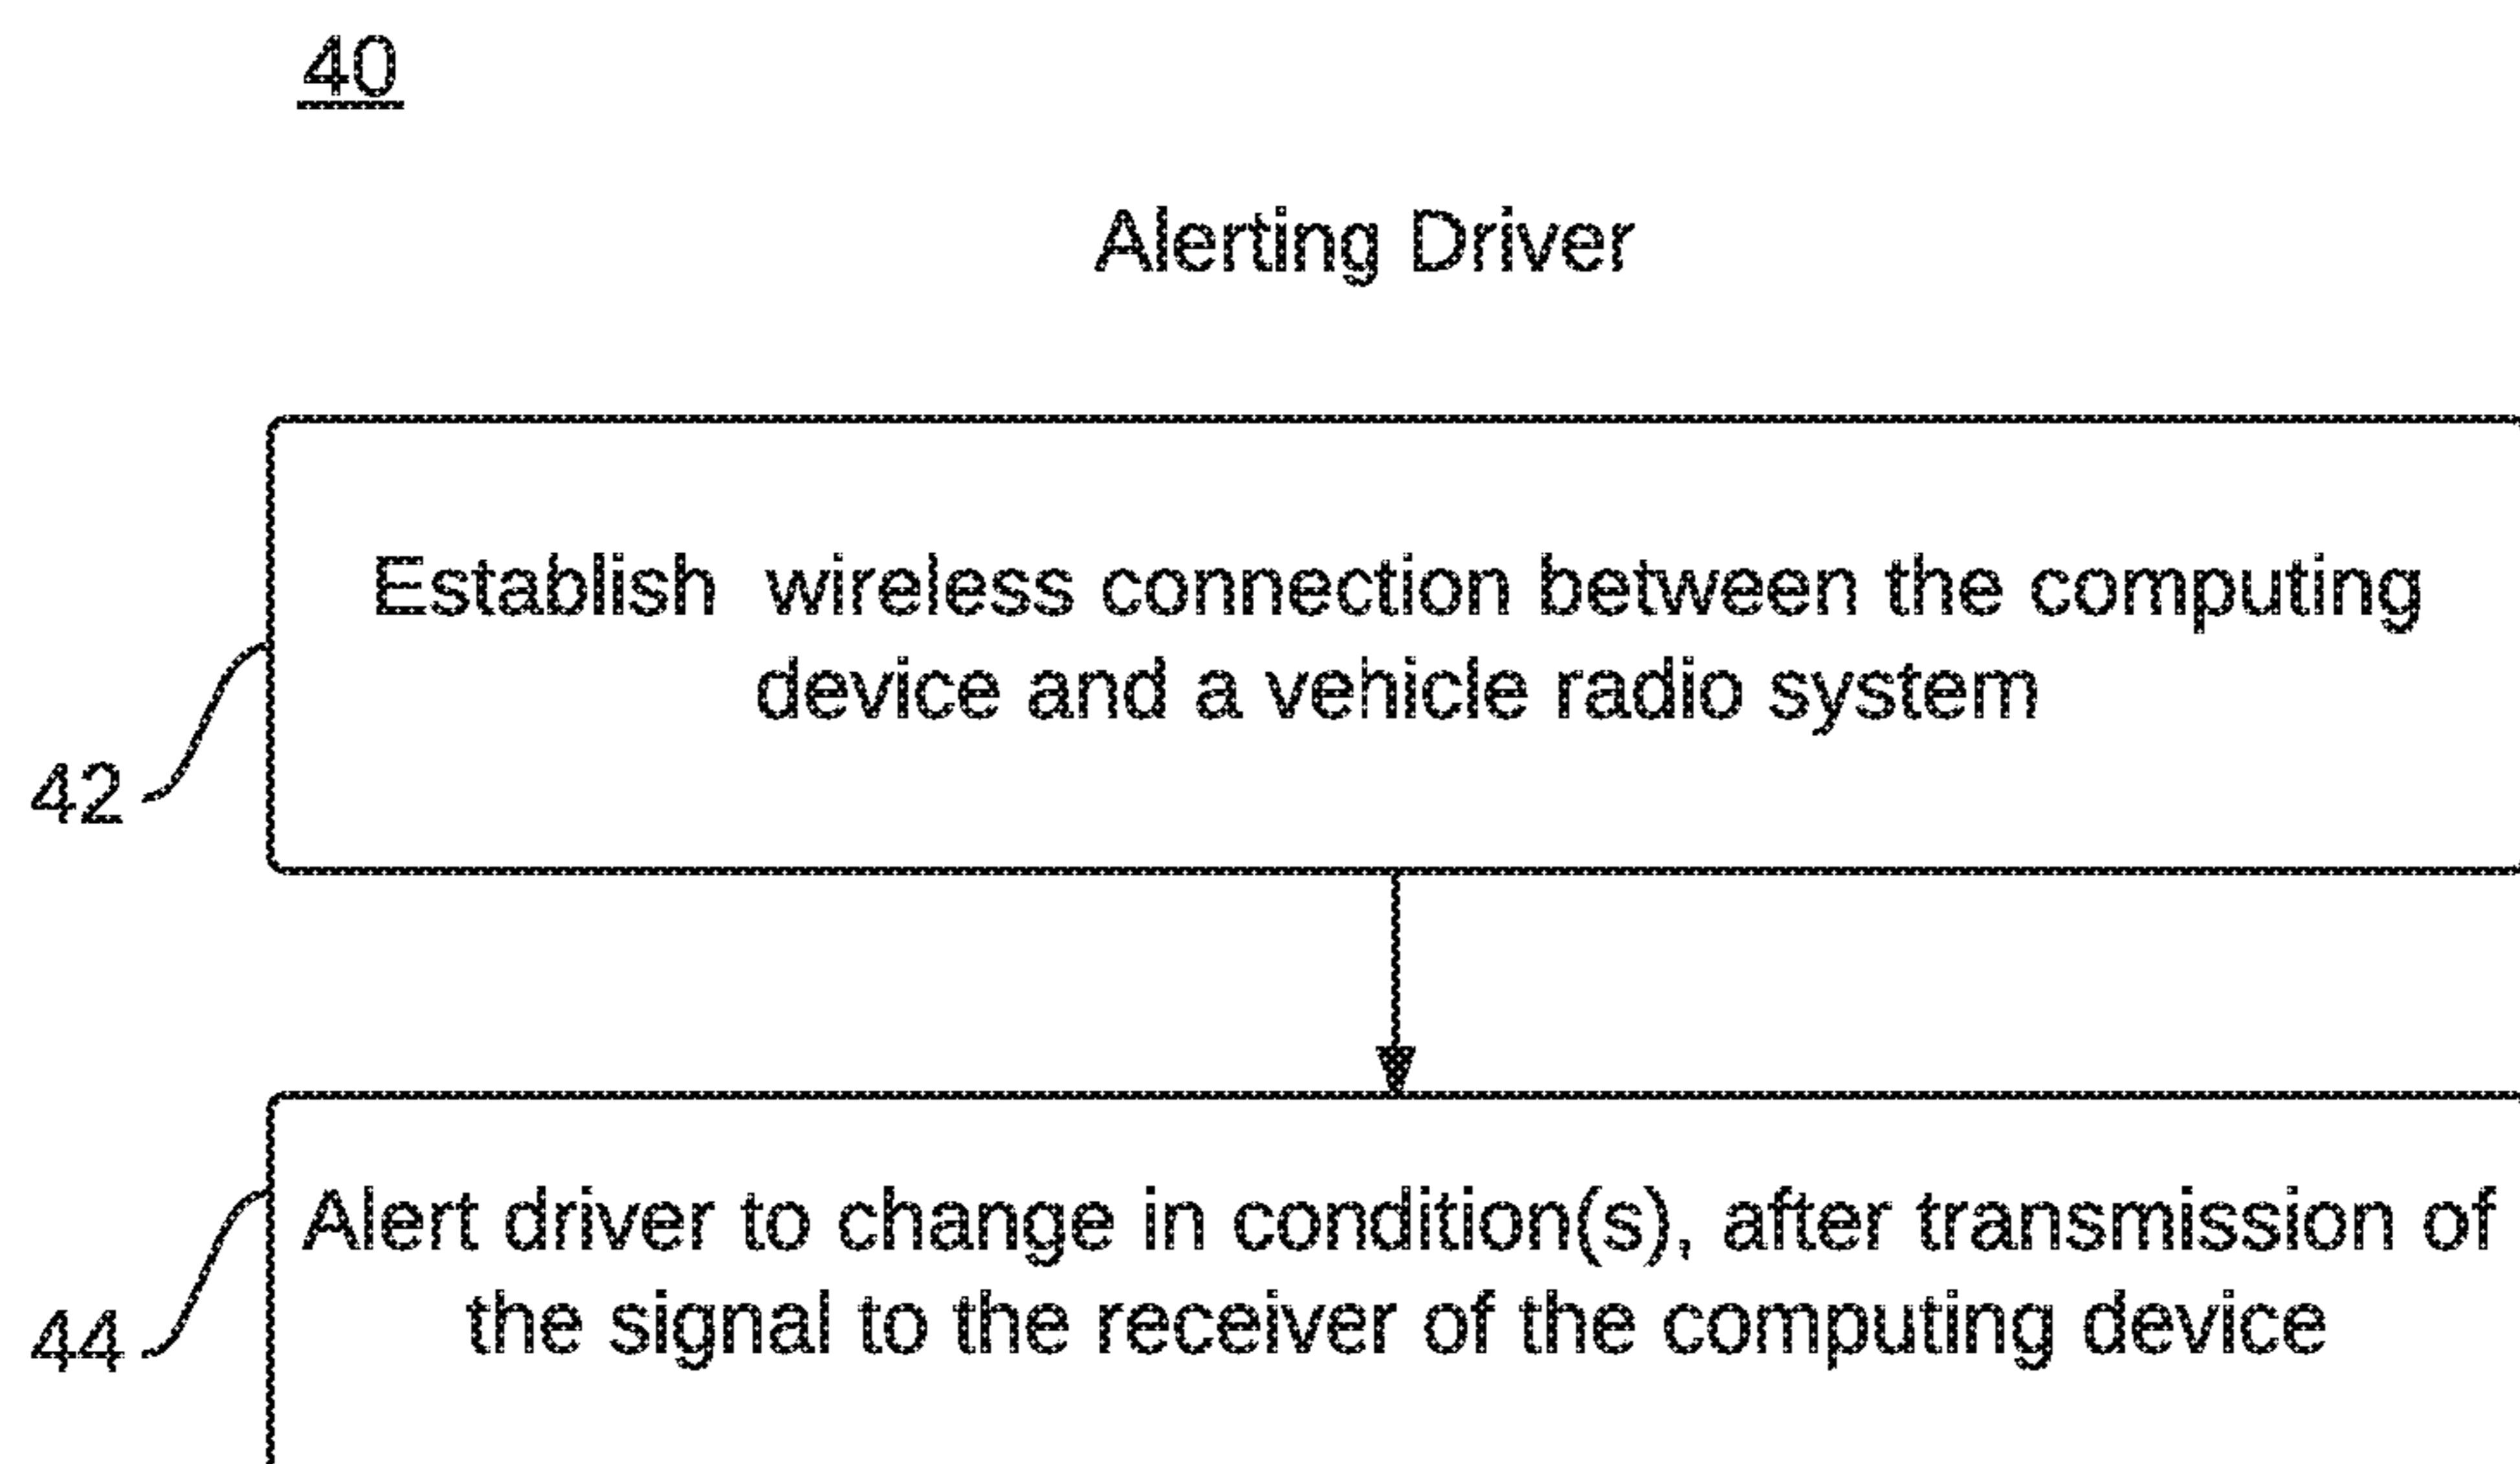 40
Alerting Driver
Establish  wireless connection between the computing
device and a vehicle radio system
42
Alert driver to change in condition(s), after transmission of
the signal to the receiver of the computing device
44